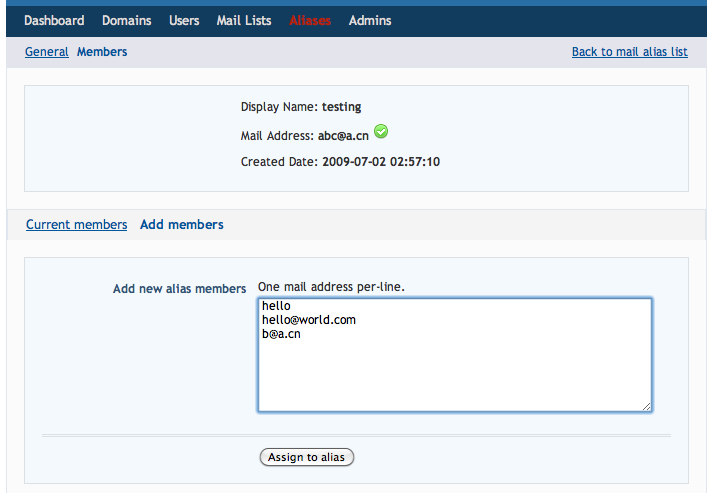 Dashboard Domains Users Mail Lists Aliases Admins
General Members Back to mail alias list
Display Name: testing
Mail Address: abc@a.cn
Created Date: 2009-07-02 02:57:10
Current members Add members
Add new alias members One mail address per-line.
hello
hello@world.com
b@a.cn
Assign to alias